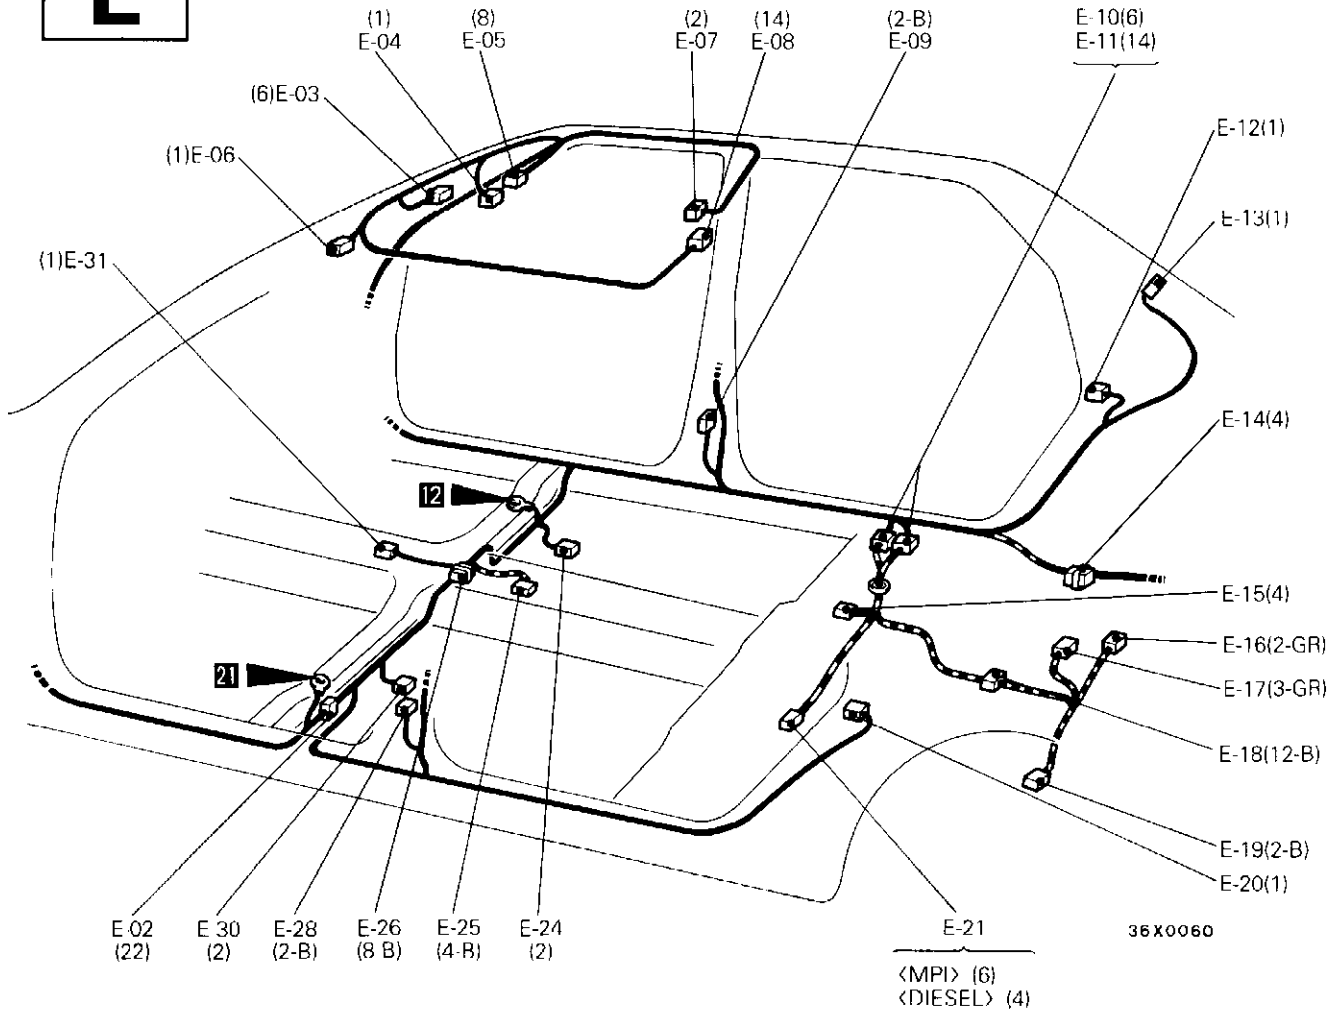 E
(1)
E-04
(8)
E-05
(2)
E-07
(14)
E-08
(2-B)
E-09
E-10(6)
E-11(14)
(6)E-03
(1)E-06
(1)E-31
E-12(1)
E-13(1)
E-14(4)
12
21
E-15(4)
E-16(2-GR)
E-17(3-GR)
E-18(12-B)
E-19(2-B)
E-20(1)
E-02
(22)
E 30
(2)
E-28
(2-B)
E-26
(8 B)
E-25
(4-B)
E-24
(2)
E-21
<MPI> (6)
<DIESEL> (4)
36X0060